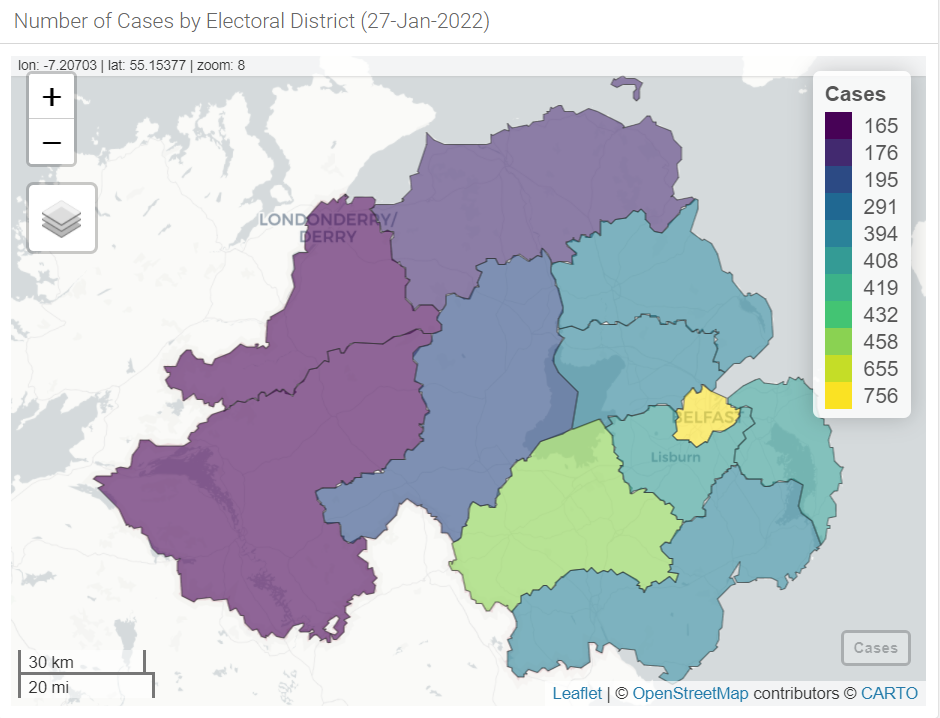 Number of Cases by Electoral District (27-Jan-2022)
lon: -7.20703 | lat: 55.15377 | zoom: 8
+
−
Cases
165
176
195
291
394
408
419
432
458
655
756
LONDONDERRY/
DERRY
BELFAST
Lisburn
Cases
30 km
20 mi
Leaflet | © OpenStreetMap contributors © CARTO